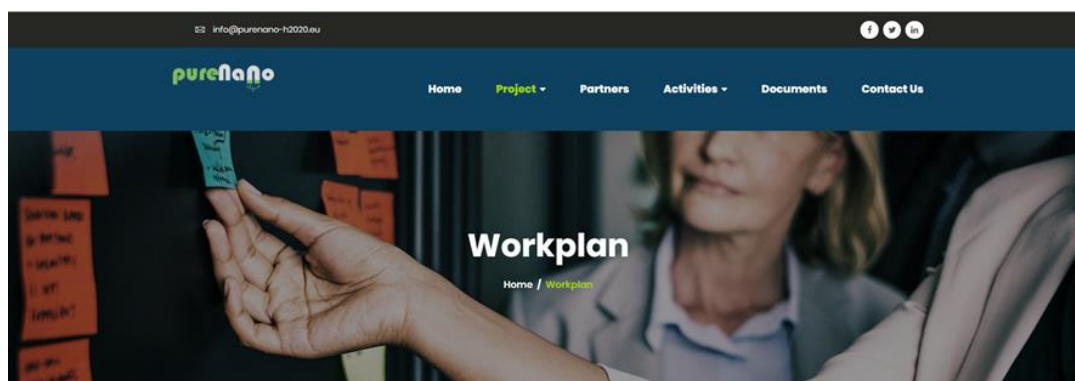 info@purenano-h2020.eu
pureNaNo
Home Project Partners Activities Documents Contact Us
Workplan
Home / Workplan